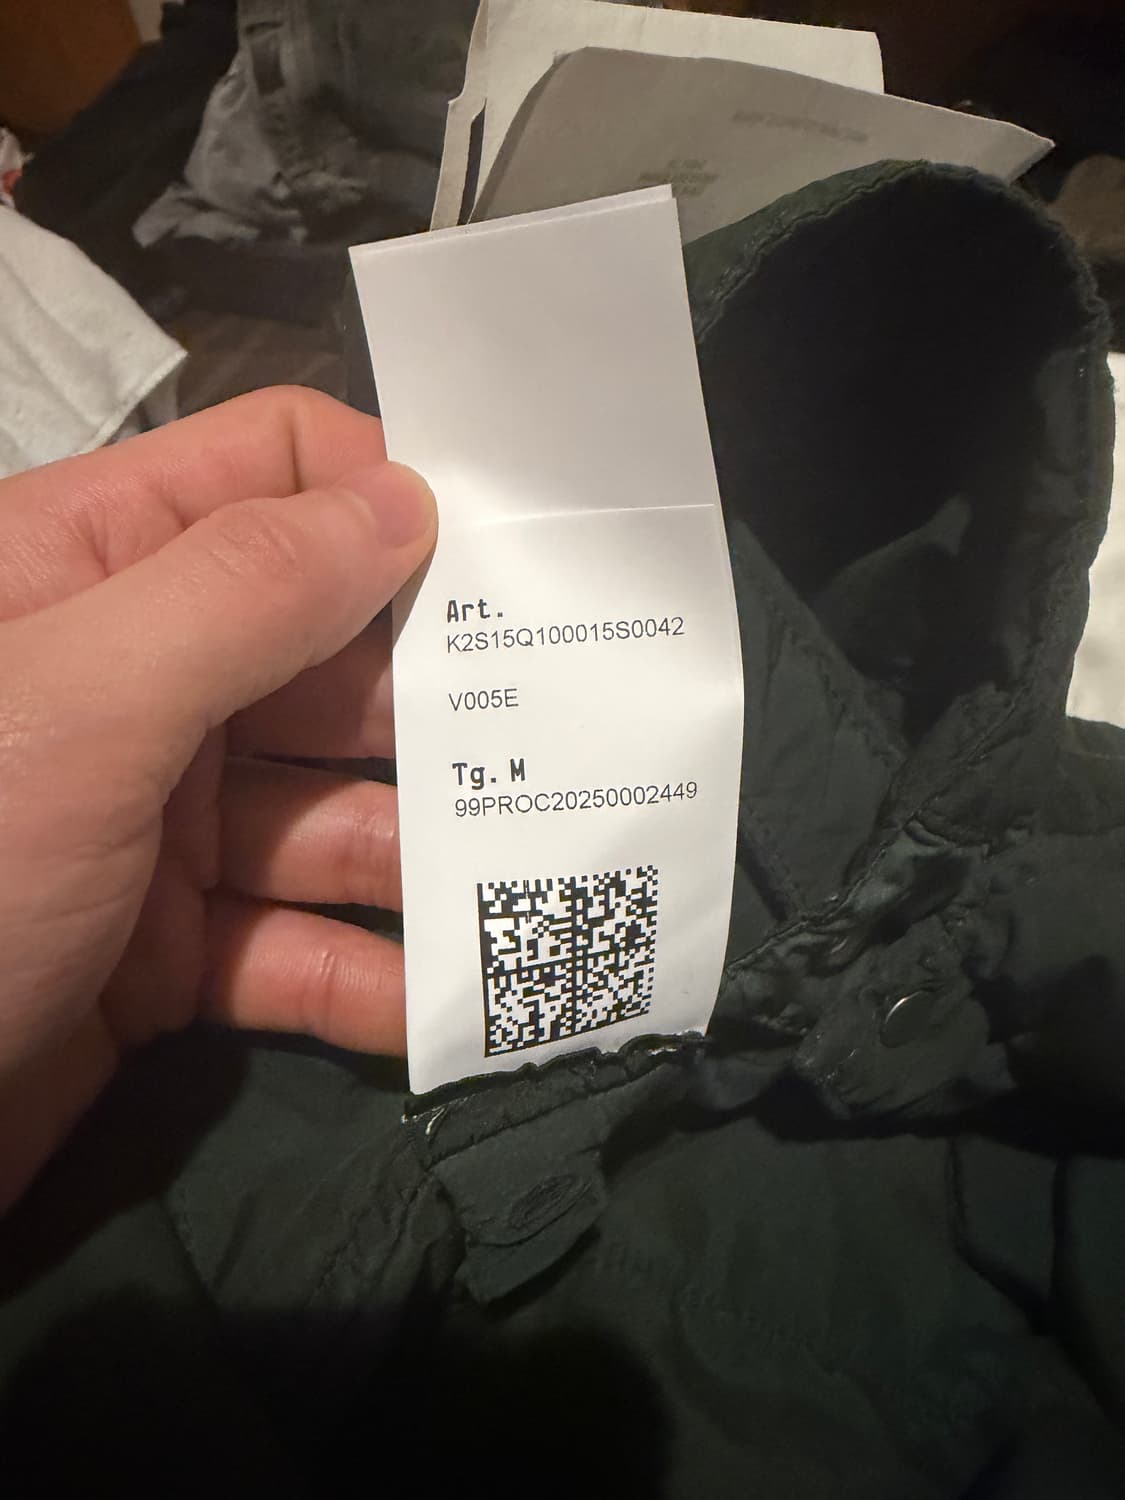 Art.
K2S15Q100015S0042
V005E
Tg. M
99PROC20250002449